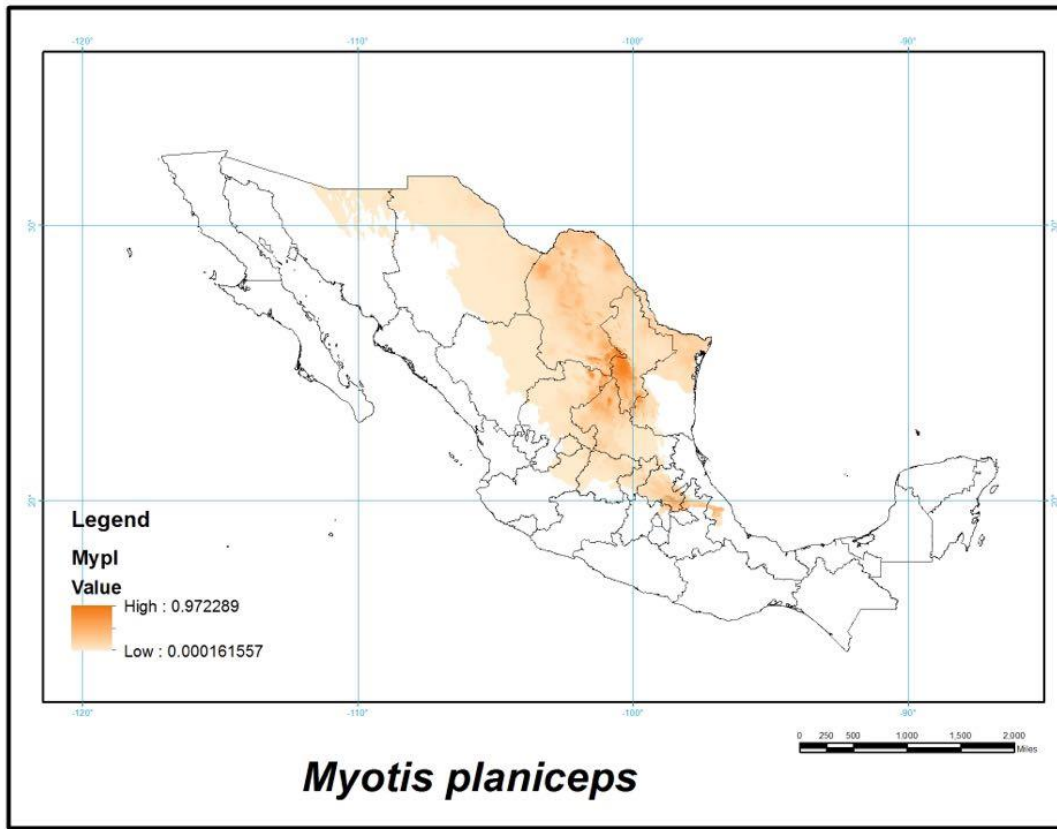 -120° -110° -100° -90°
30° 30°
20° 20°
Legend
Mypl
Value
High : 0.972289
Low : 0.000161557
-120° -110° -100° -90°
0 250 500 1,000 1,500 2,000
Miles
Myotis planiceps